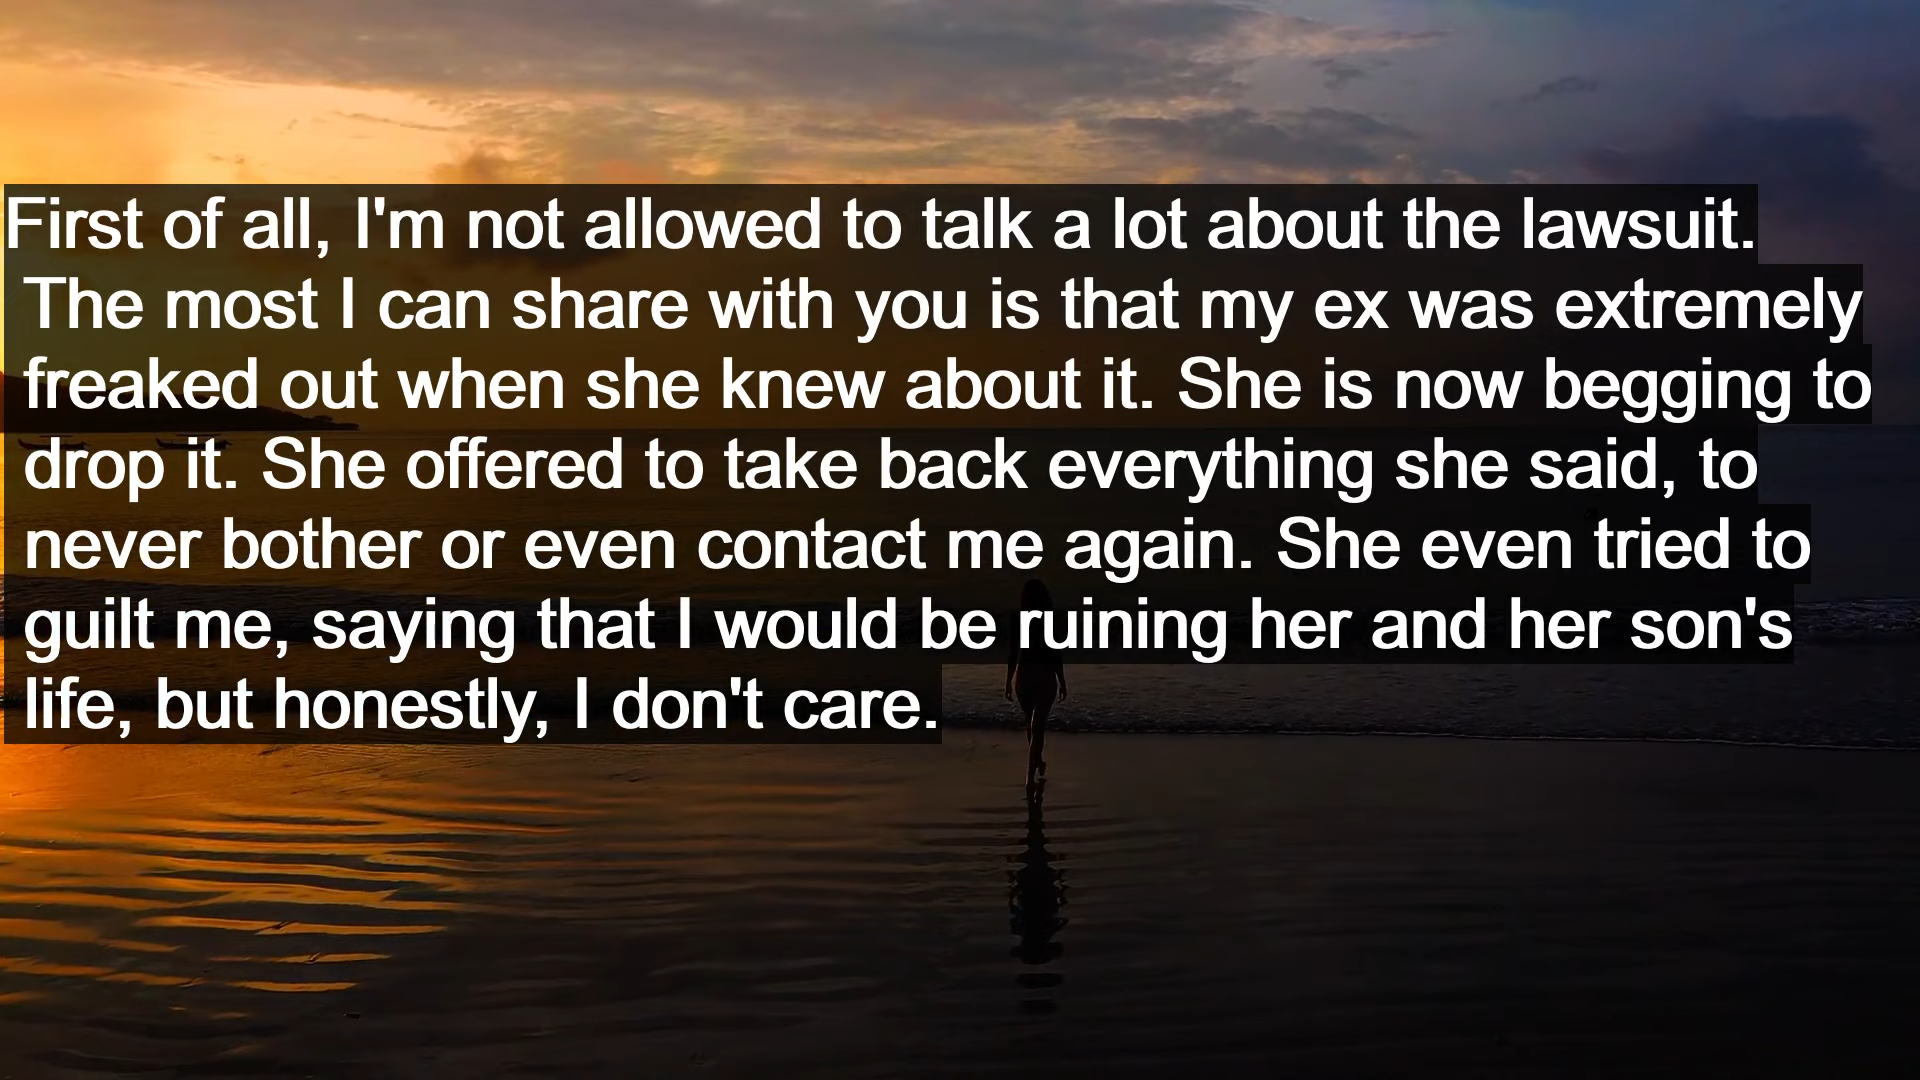 First of all, I'm not allowed to talk a lot about the lawsuit.
The most I can share with you is that my ex was extremely
freaked out when she knew about it. She is now begging to
drop it. She offered to take back everything she said, to
never bother or even contact me again. She even tried to
guilt me, saying that I would be ruining her and her son's
life, but honestly, I don't care.